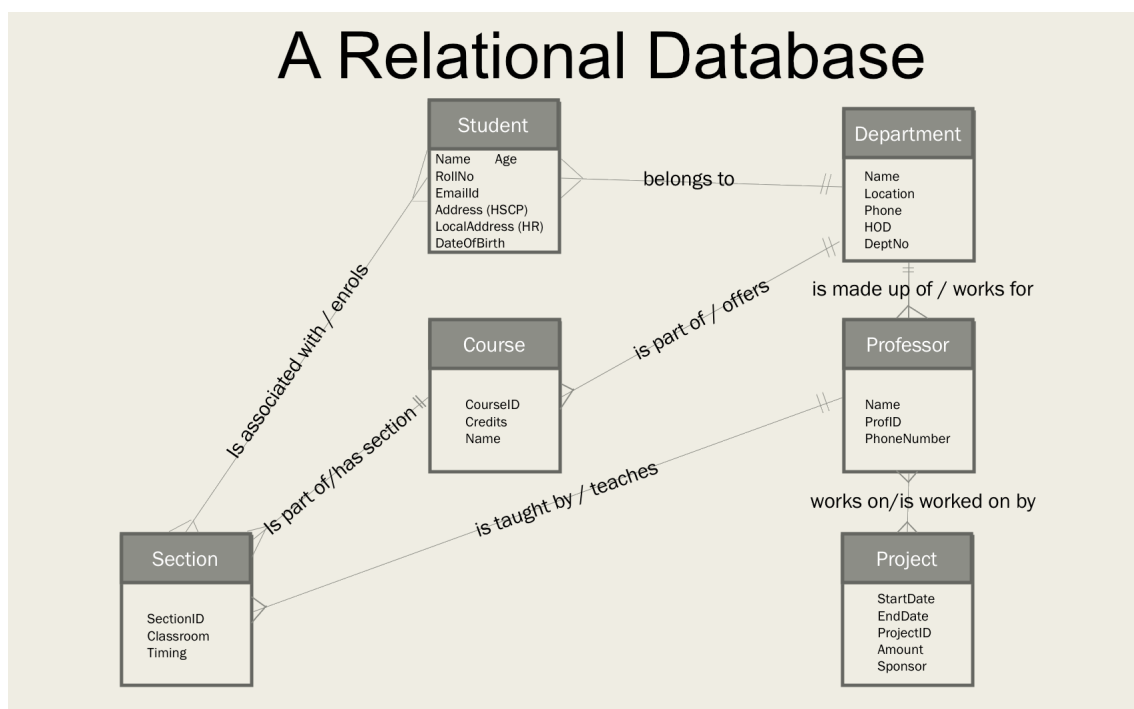 A Relational Database
Student
Name Age
RollNo
EmailId
Address (HSCP)
LocalAddress (HR)
DateOfBirth
belongs to
Department
Name
Location
Phone
HOD
DeptNo
Is associated with / enrols
is part of / offers
is made up of / works for
Course
CourseID
Credits
Name
Professor
Name
ProfID
PhoneNumber
Is part of/has section
is taught by / teaches
works on/is worked on by
Section
SectionID
Classroom
Timing
Project
StartDate
EndDate
ProjectID
Amount
Sponsor